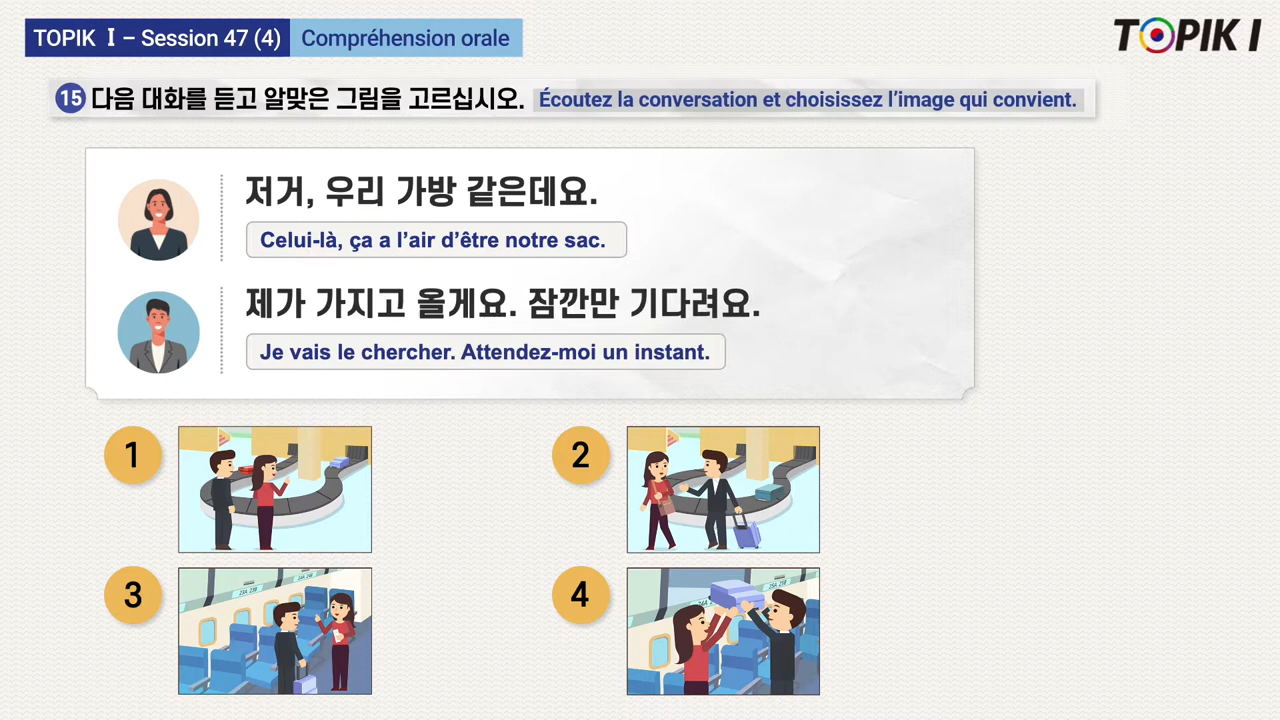 TOPIK Ⅰ – Session 47 (4) Compréhension orale
TOPIK I
15 다음 대화를 듣고 알맞은 그림을 고르십시오. Écoutez la conversation et choisissez l’image qui convient.
저거, 우리 가방 같은데요.
Celui-là, ça a l’air d’être notre sac.
제가 가지고 올게요. 잠깐만 기다려요.
Je vais le chercher. Attendez-moi un instant.
1
2
3
4